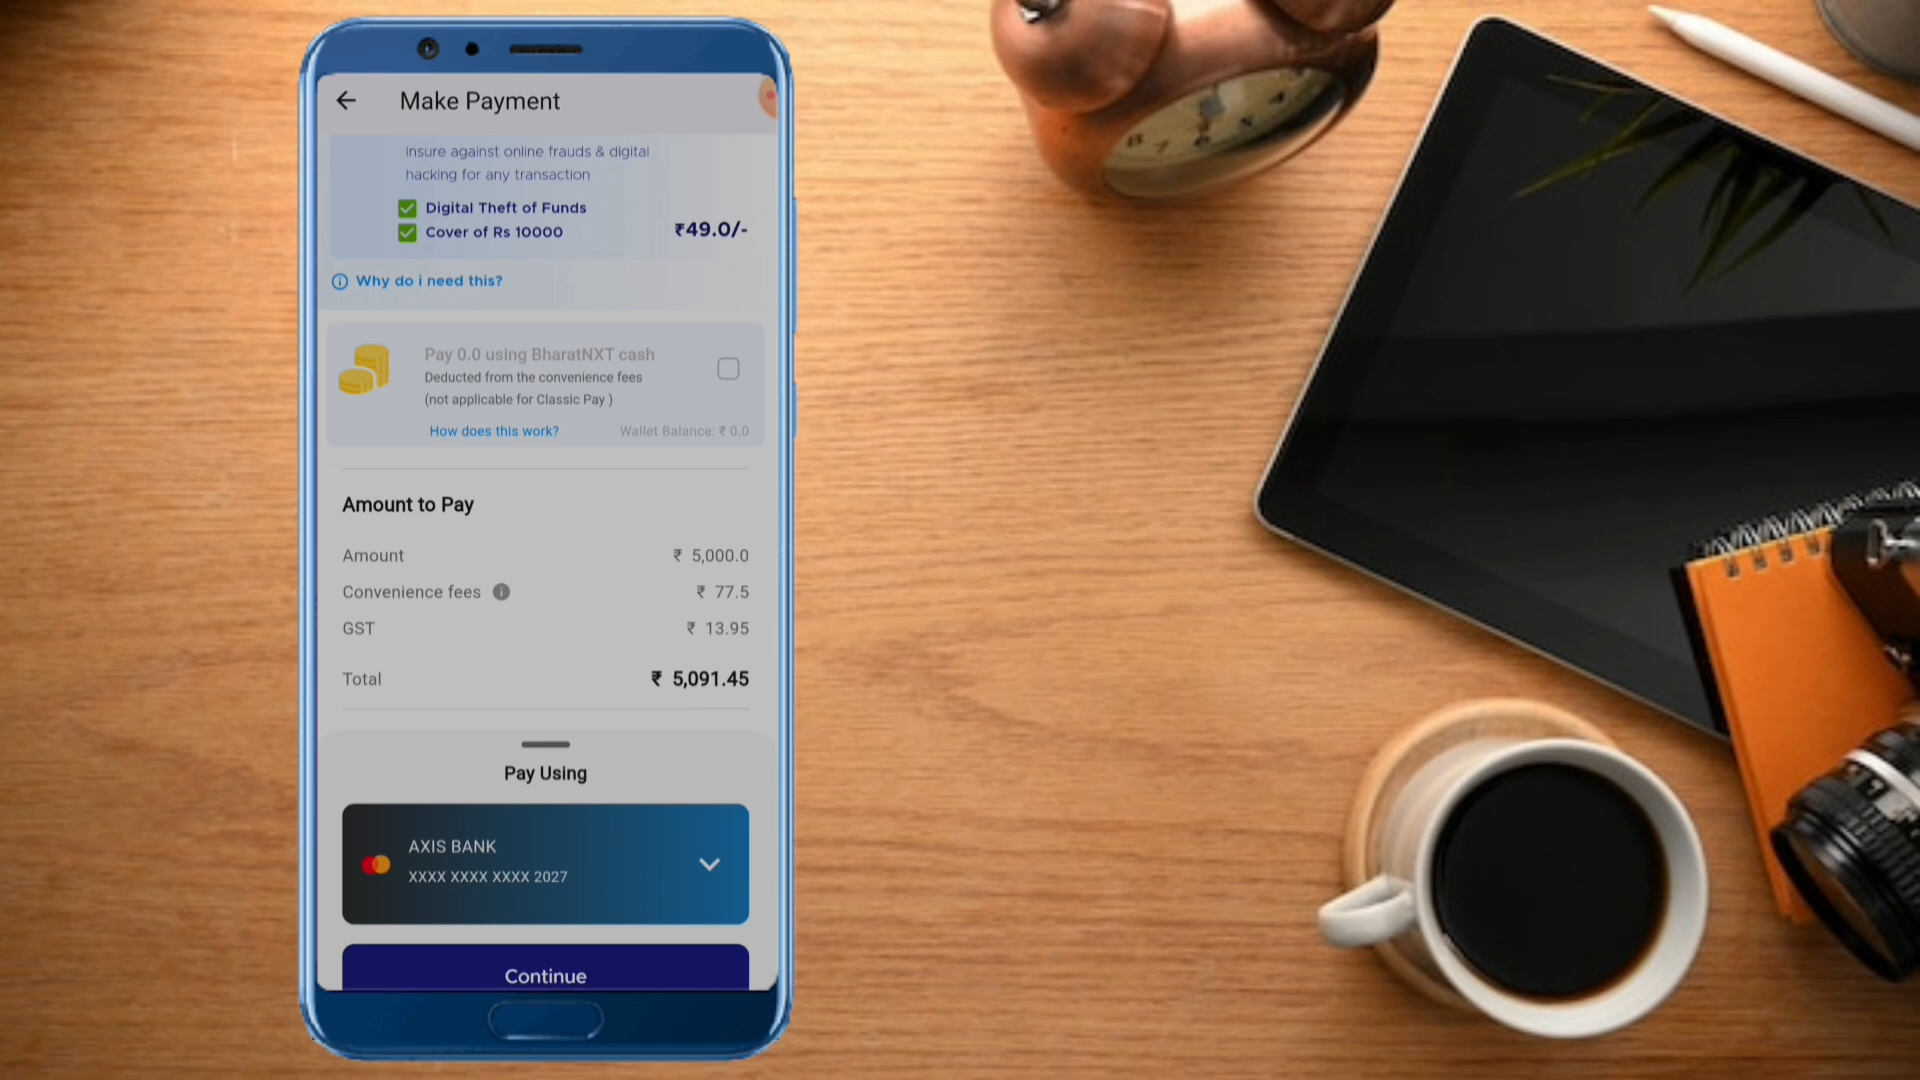 Make Payment
Insure against online frauds & digital
hacking for any transaction
Digital Theft of Funds
Cover of Rs 10000
₹49.0/-
Why do i need this?
Pay 0.0 using BharatNXT cash
Deducted from the convenience fees
(not applicable for Classic Pay )
How does this work?
Wallet Balance: ₹ 0.0
Amount to Pay
Amount ₹ 5,000.0
Convenience fees ₹ 77.5
GST ₹ 13.95
Total ₹ 5,091.45
Pay Using
AXIS BANK
XXXX XXXX XXXX 2027
Continue